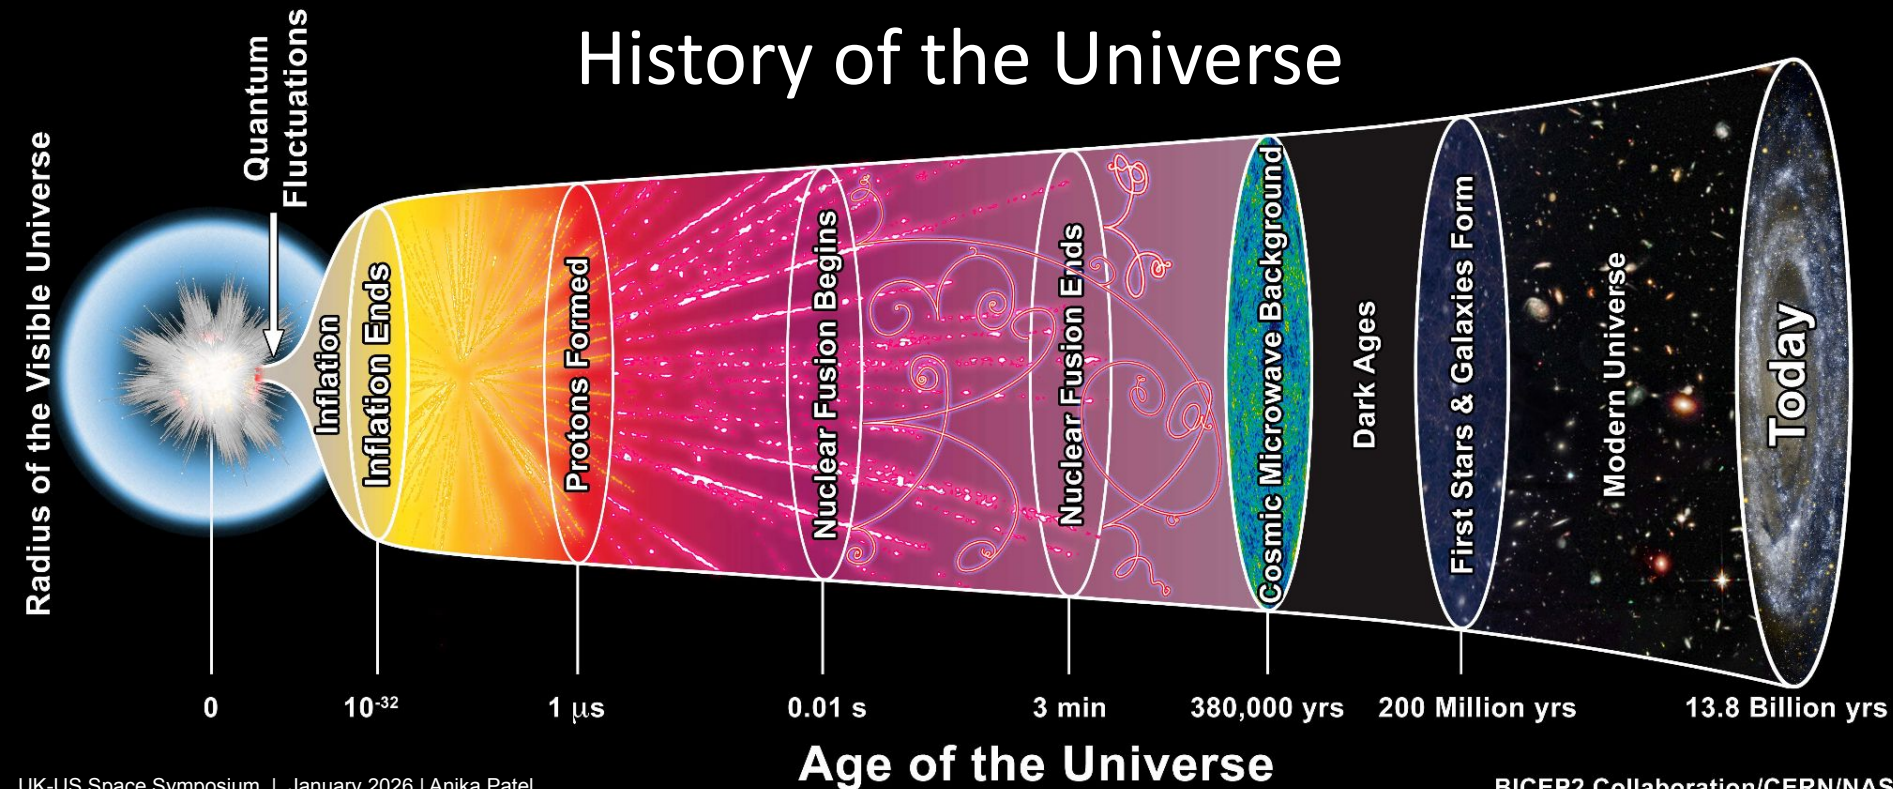 History of the Universe
Radius of the Visible Universe
Quantum
Fluctuations
Inflation
Inflation Ends
Protons Formed
Nuclear Fusion Begins
Nuclear Fusion Ends
Cosmic Microwave Background
Dark Ages
First Stars & Galaxies Form
Modern Universe
Today
0
10⁻³²
1 µs
0.01 s
3 min
380,000 yrs
200 Million yrs
13.8 Billion yrs
Age of the Universe
UK-US Space Symposium | January 2026 | Anika Patel
BICEP2 Collaboration/CERN/NAS